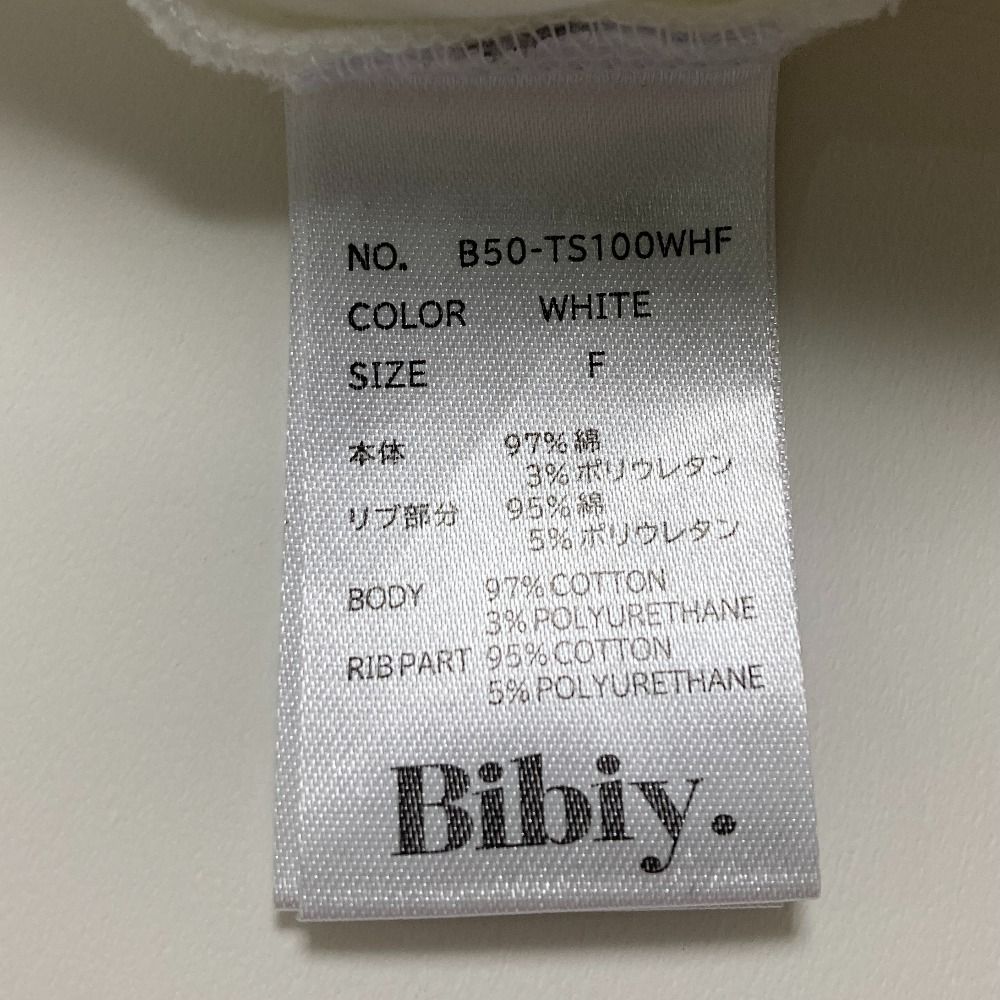 NO. B50-TS100WHF
COLOR WHITE
SIZE F
本体 97%綿
3%ポリウレタン
リブ部分 95%綿
5%ポリウレタン
BODY 97%COTTON
3%POLYURETHANE
RIB PART 95%COTTON
5%POLYURETHANE
Bibiy.